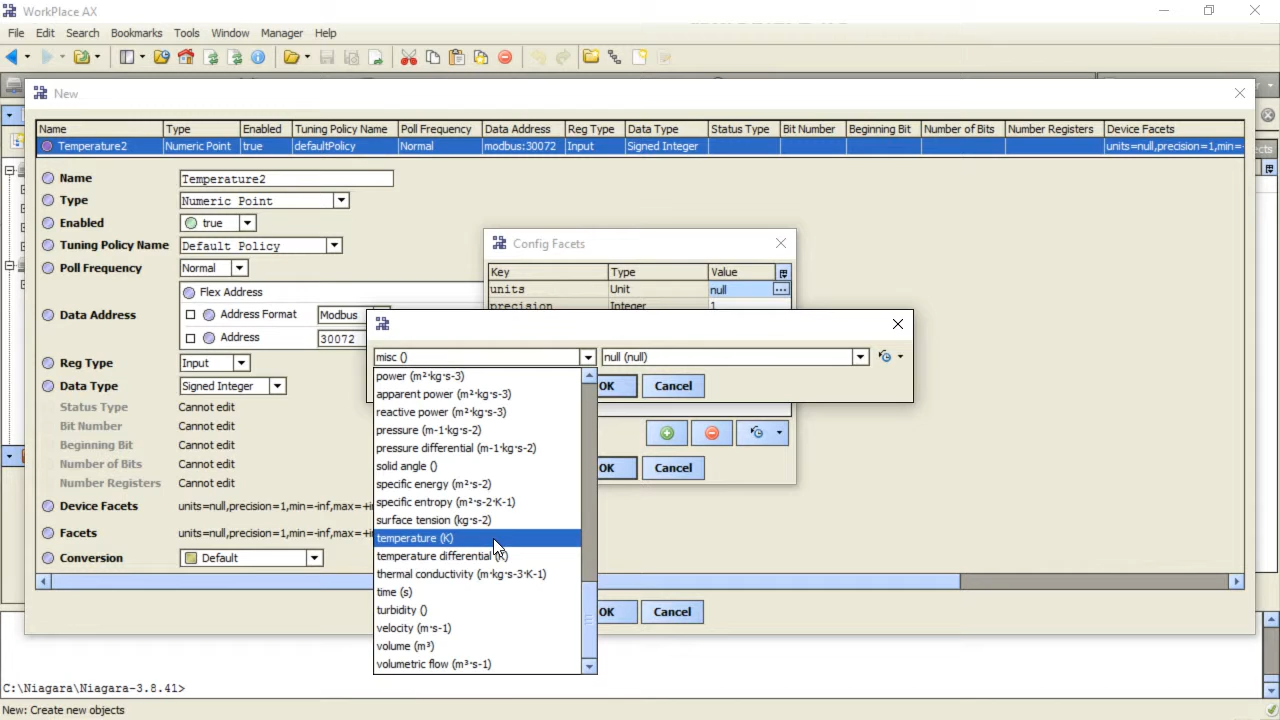 WorkPlace AX
File Edit Search Bookmarks Tools Window Manager Help
New
Name Type Enabled Tuning Policy Name Poll Frequency Data Address Reg Type Data Type Status Type Bit Number Beginning Bit Number of Bits Number Registers Device Facets
Temperature2 Numeric Point true defaultPolicy Normal modbus:30072 Input Signed Integer units=null,precision=1,min=-
Name Temperature2
Type Numeric Point
Enabled true
Tuning Policy Name Default Policy
Poll Frequency Normal
Data Address
Flex Address
Address Format Modbus
Address 30072
Reg Type Input
Data Type Signed Integer
Status Type Cannot edit
Bit Number Cannot edit
Beginning Bit Cannot edit
Number of Bits Cannot edit
Number Registers Cannot edit
Device Facets units=null,precision=1,min=-inf,max=+i
Facets units=null,precision=1,min=-inf,max=+i
Conversion Default
Config Facets
Key Type Value
units Unit null ...
precision Integer 1
misc () null (null)
OK Cancel
power (m²·kg·s-3)
apparent power (m²·kg·s-3)
reactive power (m²·kg·s-3)
pressure (m-1·kg·s-2)
pressure differential (m-1·kg·s-2)
solid angle ()
specific energy (m²·s-2)
specific entropy (m²·s-2·K-1)
surface tension (kg·s-2)
temperature (K)
temperature differential (K)
thermal conductivity (m·kg·s-3·K-1)
time (s)
turbidity ()
velocity (m·s-1)
volume (m³)
volumetric flow (m³·s-1)
OK Cancel
OK Cancel
C:\Niagara\Niagara-3.8.41>
New: Create new objects